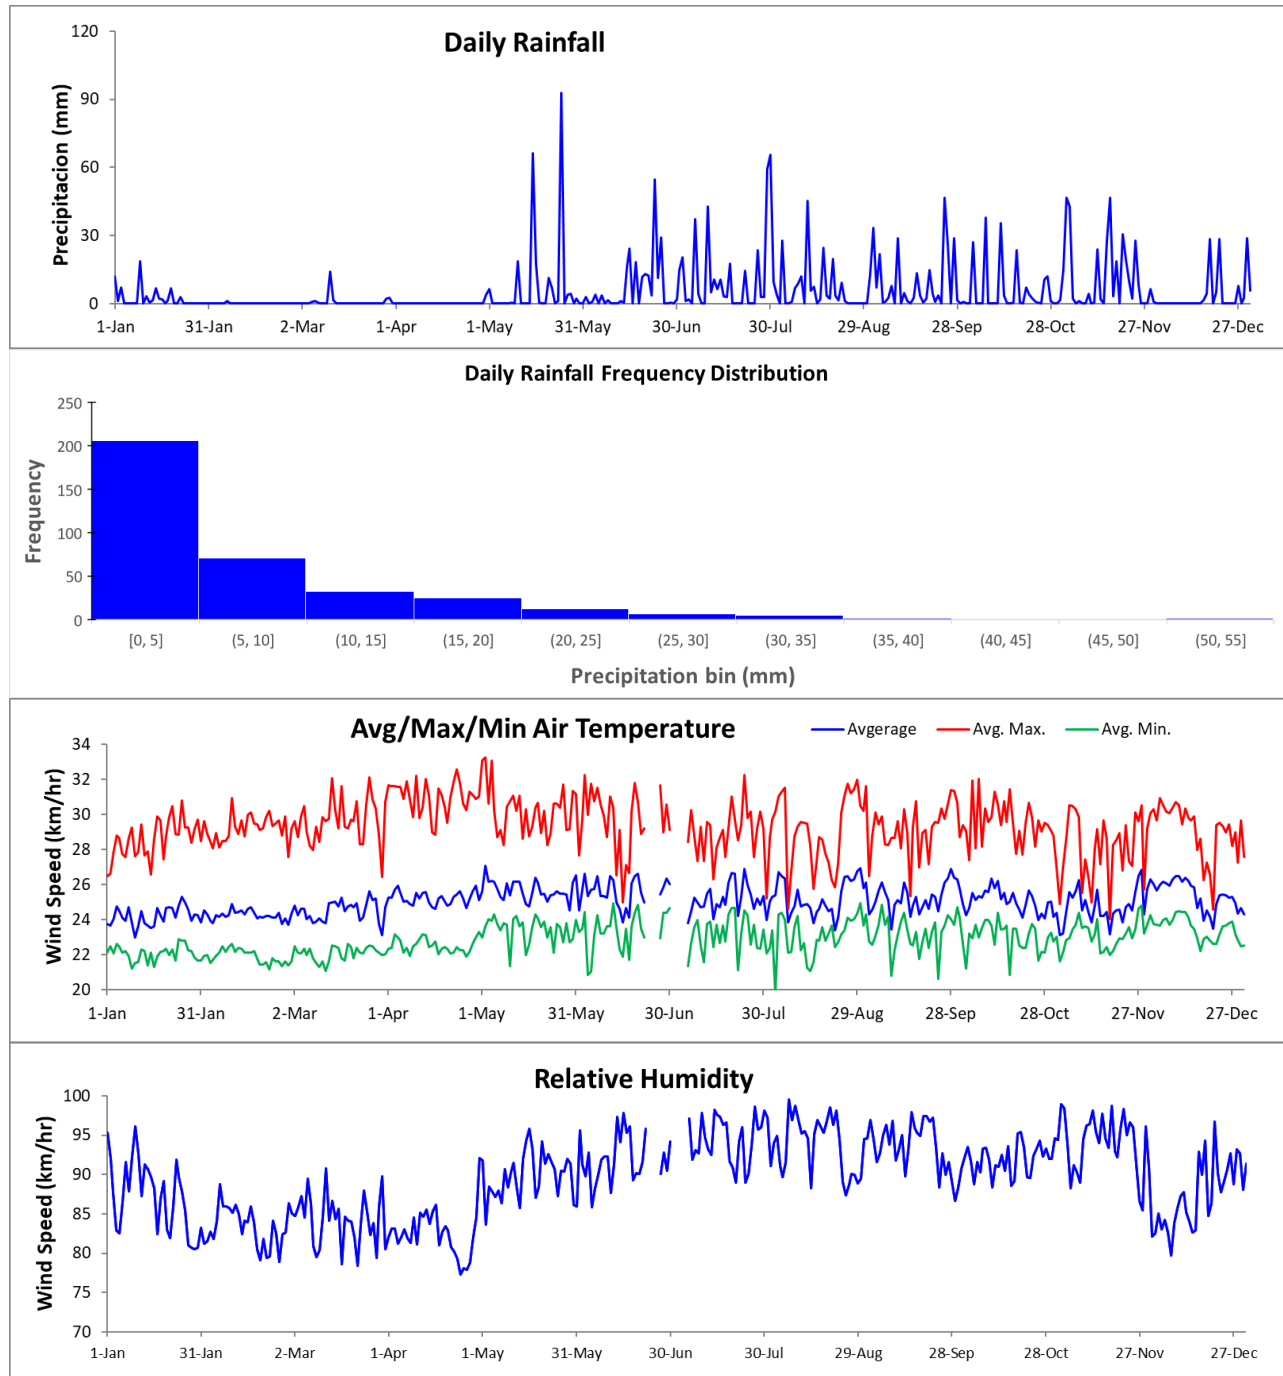 Daily Rainfall
Precipitacion (mm)
120
90
60
30
0
1-Jan 31-Jan 2-Mar 1-Apr 1-May 31-May 30-Jun 30-Jul 29-Aug 28-Sep 28-Oct 27-Nov 27-Dec
Daily Rainfall Frequency Distribution
Frequency
250
200
150
100
50
0
[0, 5] (5, 10] (10, 15] (15, 20] (20, 25] (25, 30] (30, 35] (35, 40] (40, 45] (45, 50] (50, 55]
Precipitation bin (mm)
Avg/Max/Min Air Temperature
Avgerage Avg. Max. Avg. Min.
Wind Speed (km/hr)
34
32
30
28
26
24
22
20
1-Jan 31-Jan 2-Mar 1-Apr 1-May 31-May 30-Jun 30-Jul 29-Aug 28-Sep 28-Oct 27-Nov 27-Dec
Relative Humidity
Wind Speed (km/hr)
100
95
90
85
80
75
70
1-Jan 31-Jan 2-Mar 1-Apr 1-May 31-May 30-Jun 30-Jul 29-Aug 28-Sep 28-Oct 27-Nov 27-Dec